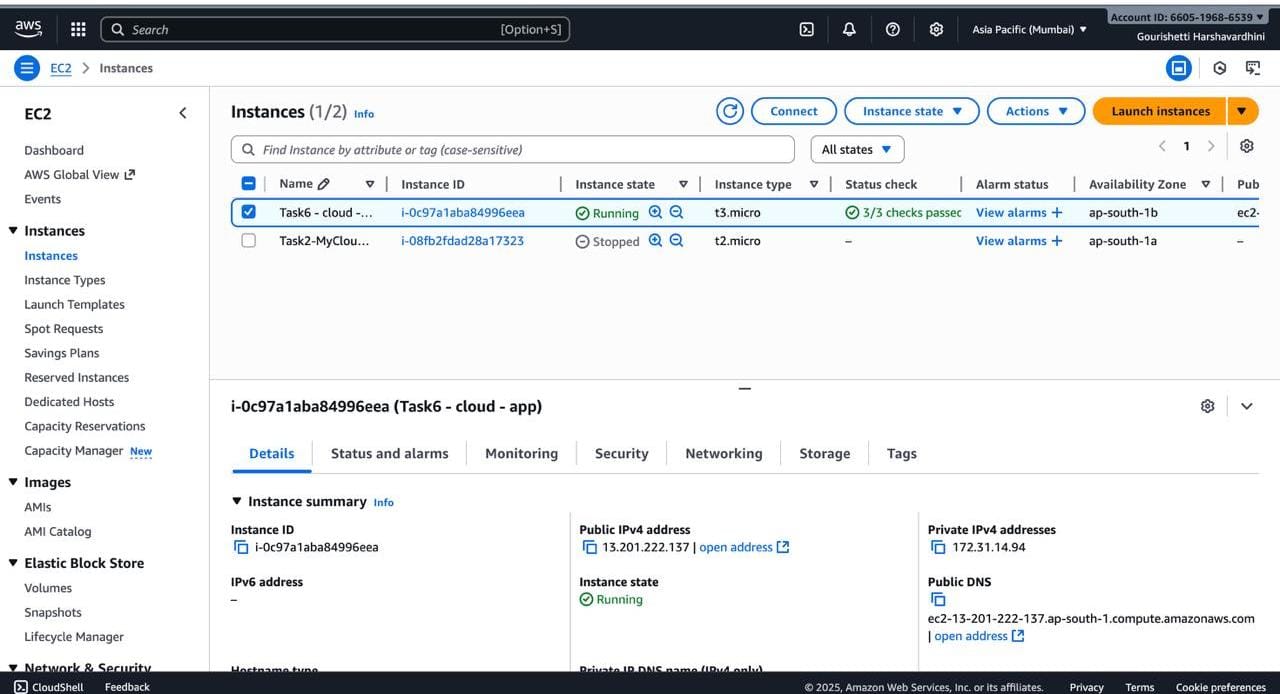 aws Search [Option+S] Asia Pacific (Mumbai) Account ID: 6605-1968-6539
Gourishetti Harshavardhini
EC2 Instances
EC2
Dashboard
AWS Global View
Events
Instances
Instances
Instance Types
Launch Templates
Spot Requests
Savings Plans
Reserved Instances
Dedicated Hosts
Capacity Reservations
Capacity Manager New
Images
AMIs
AMI Catalog
Elastic Block Store
Volumes
Snapshots
Lifecycle Manager
Network & Security
Instances (1/2) Info Connect Instance state Actions Launch instances
Find Instance by attribute or tag (case-sensitive) All states 1
Name Instance ID Instance state Instance type Status check Alarm status Availability Zone Pub
Task6 - cloud -... i-0c97a1aba84996eea Running t3.micro 3/3 checks passed View alarms + ap-south-1b ec2-
Task2-MyClou... i-08fb2fdad28a17323 Stopped t2.micro – View alarms + ap-south-1a –
i-0c97a1aba84996eea (Task6 - cloud - app)
Details Status and alarms Monitoring Security Networking Storage Tags
Instance summary Info
Instance ID
i-0c97a1aba84996eea
IPv6 address
–
Hostname type
Public IPv4 address
13.201.222.137 | open address
Instance state
Running
Private IP DNS name (IPv4 only)
Private IPv4 addresses
172.31.14.94
Public DNS
ec2-13-201-222-137.ap-south-1.compute.amazonaws.com
| open address
CloudShell Feedback © 2025, Amazon Web Services, Inc. or its affiliates. Privacy Terms Cookie preferences